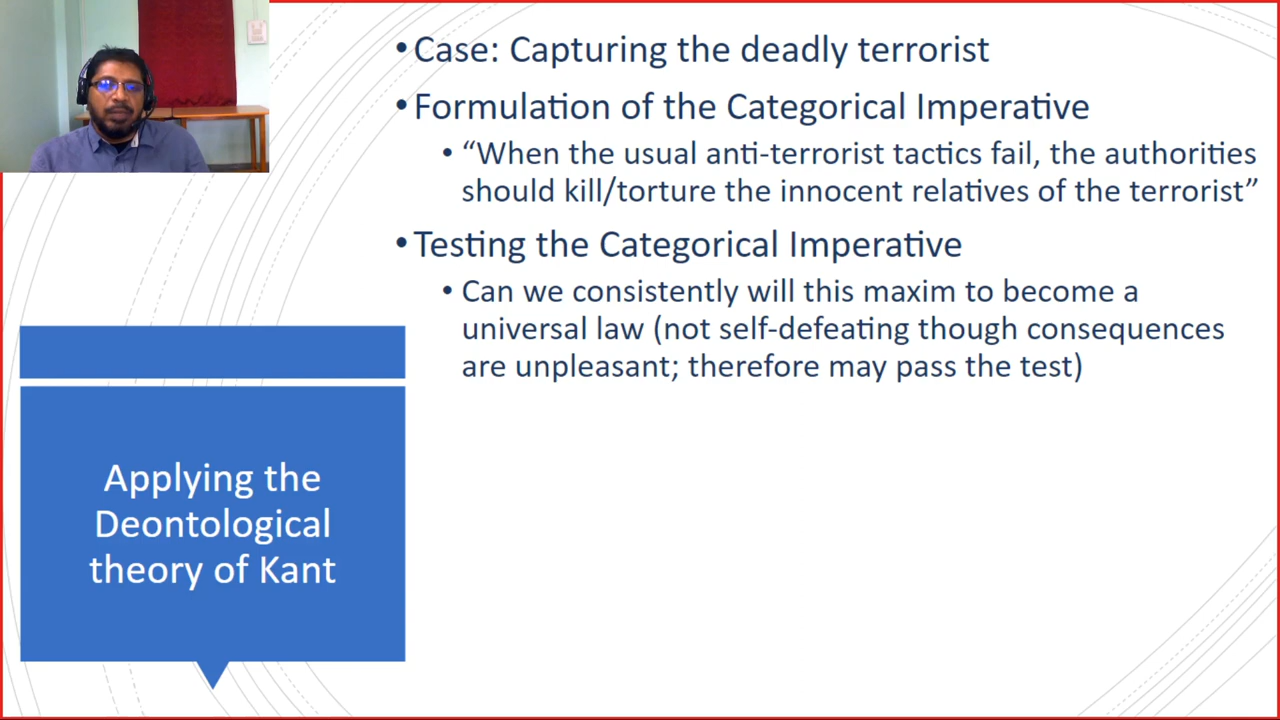 • Case: Capturing the deadly terrorist
• Formulation of the Categorical Imperative
• “When the usual anti-terrorist tactics fail, the authorities
should kill/torture the innocent relatives of the terrorist”
• Testing the Categorical Imperative
• Can we consistently will this maxim to become a
universal law (not self-defeating though consequences
are unpleasant; therefore may pass the test)
Applying the
Deontological
theory of Kant